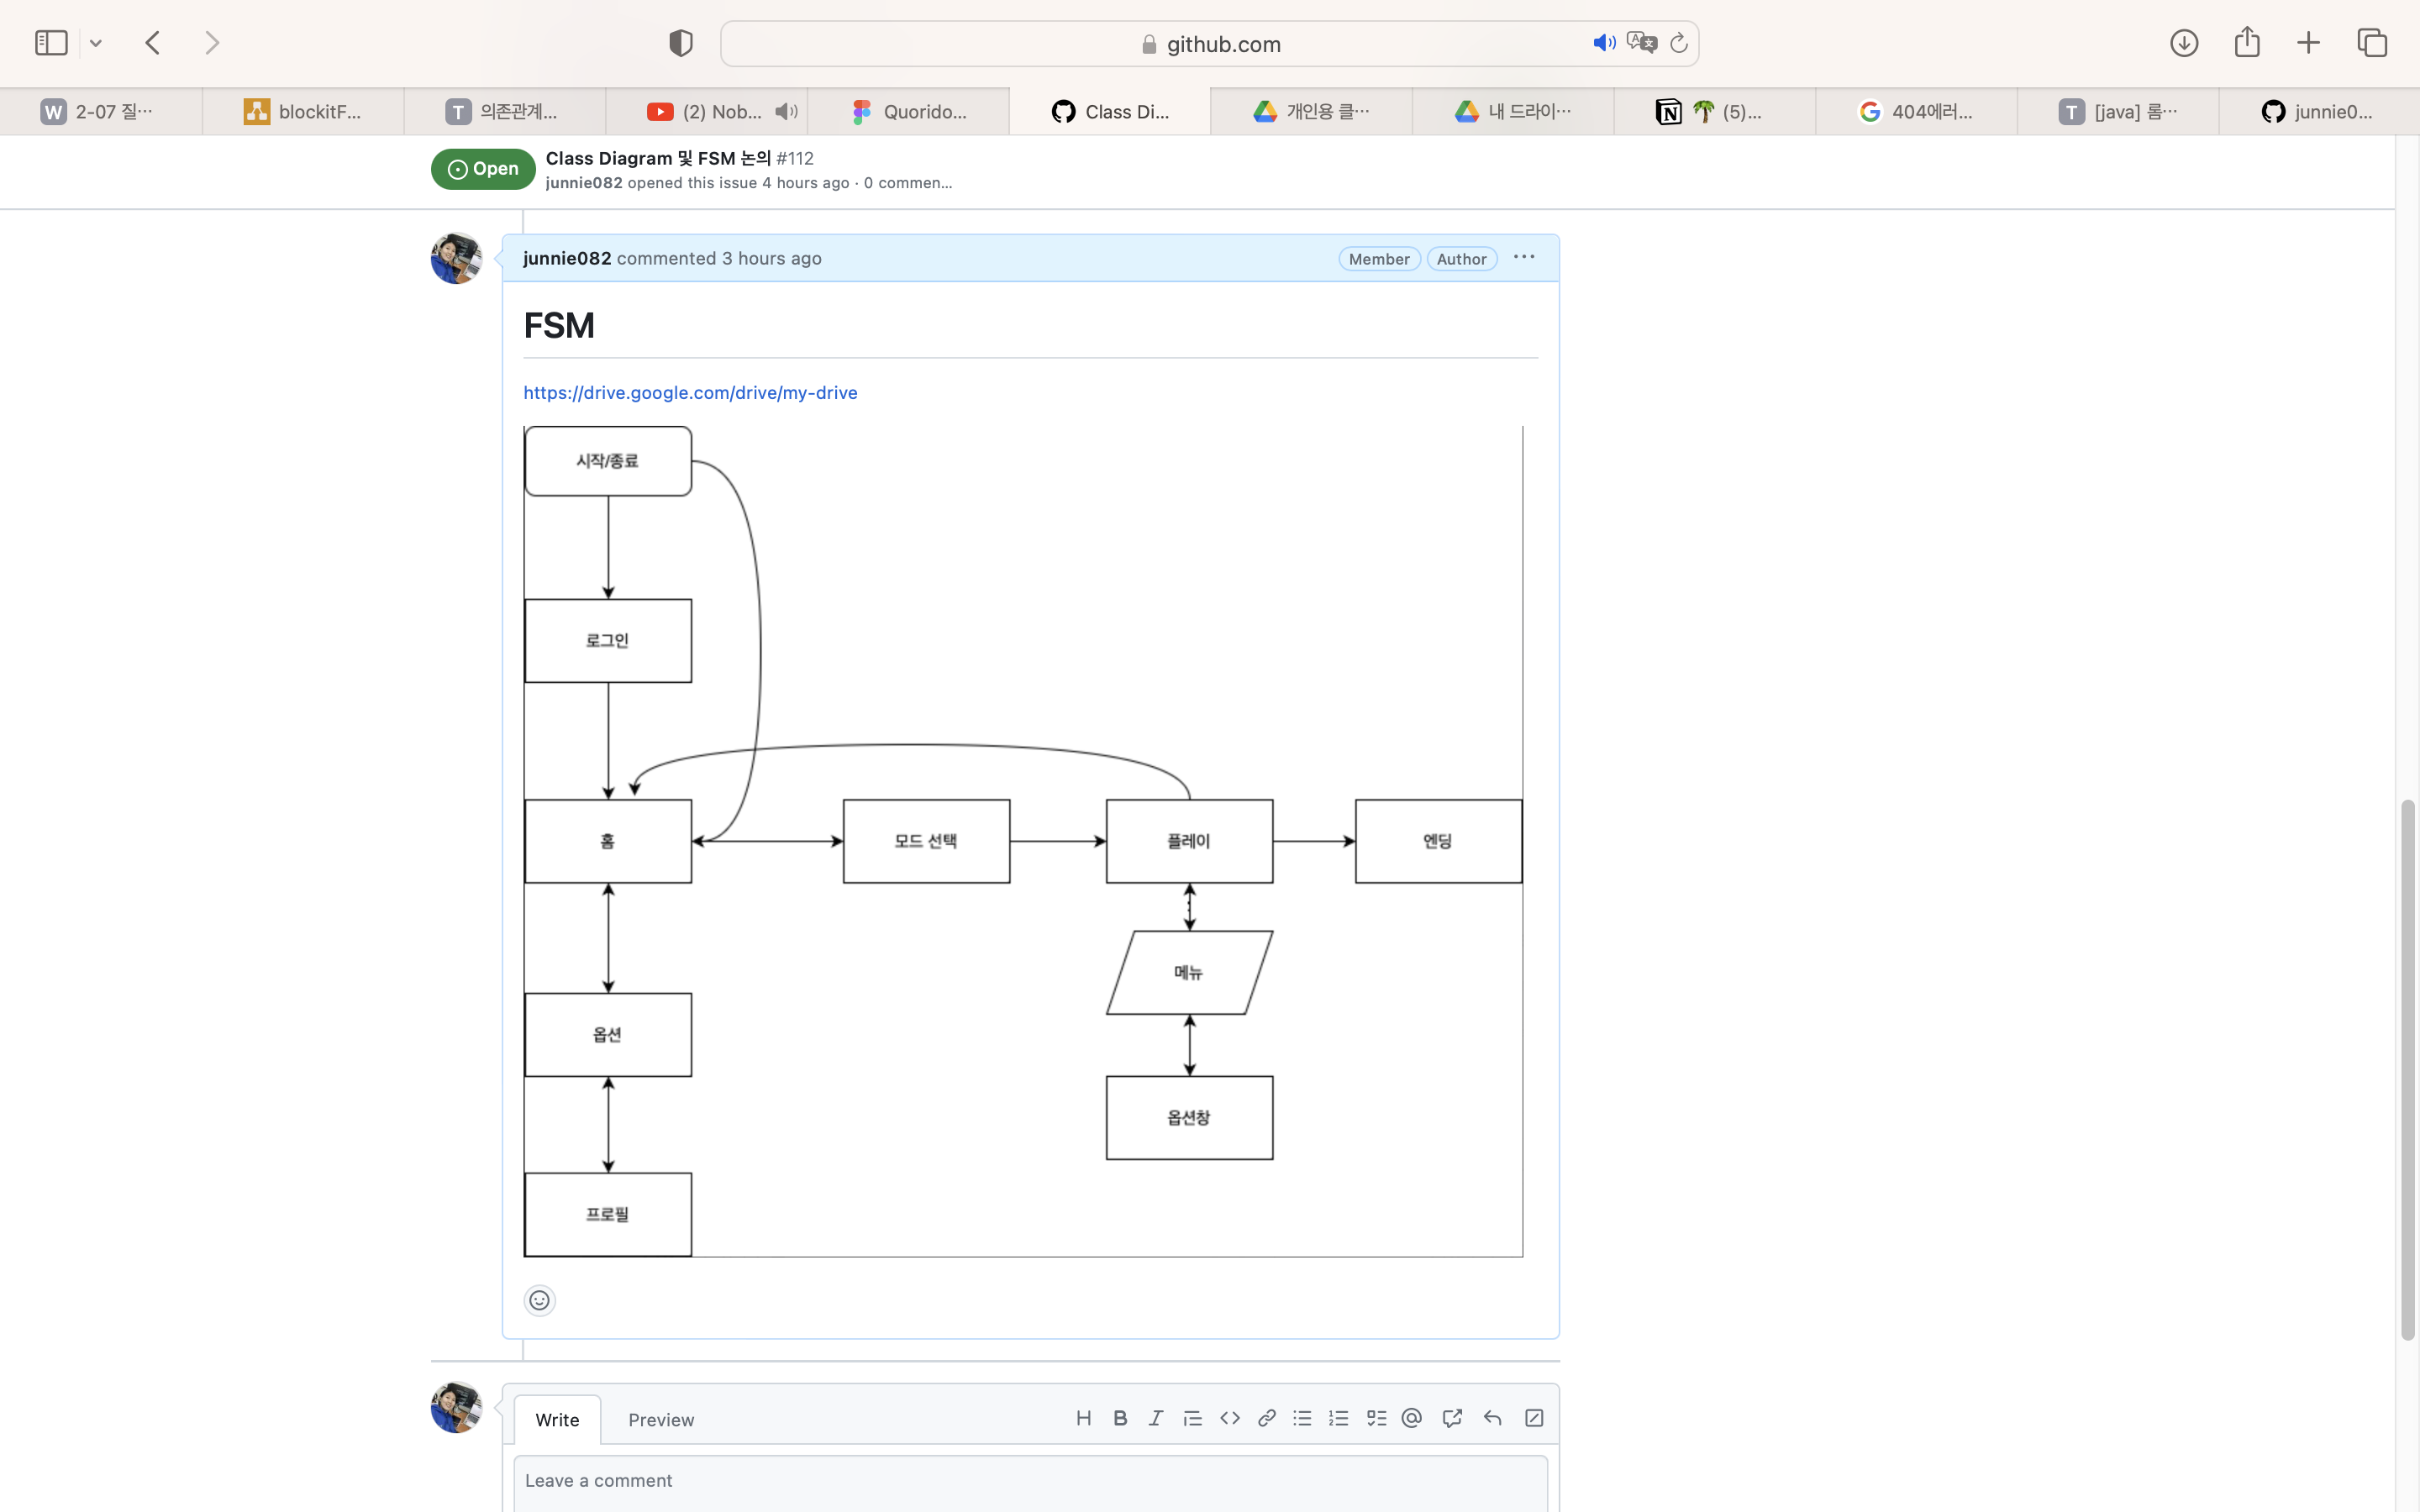 github.com
2-07 질…
blockitF...
의존관계...
(2) Nob...
Quorido...
Class Di...
개인용 클…
내 드라이…
(5)...
404에러...
[java] 롬…
junnie0...
Open
Class Diagram 및 FSM 논의 #112
junnie082 opened this issue 4 hours ago · 0 commen...
junnie082 commented 3 hours ago
Member
Author
FSM
https://drive.google.com/drive/my-drive
시작/종료
로그인
홈
모드 선택
플레이
엔딩
메뉴
옵션
옵션창
프로필
Write
Preview
Leave a comment